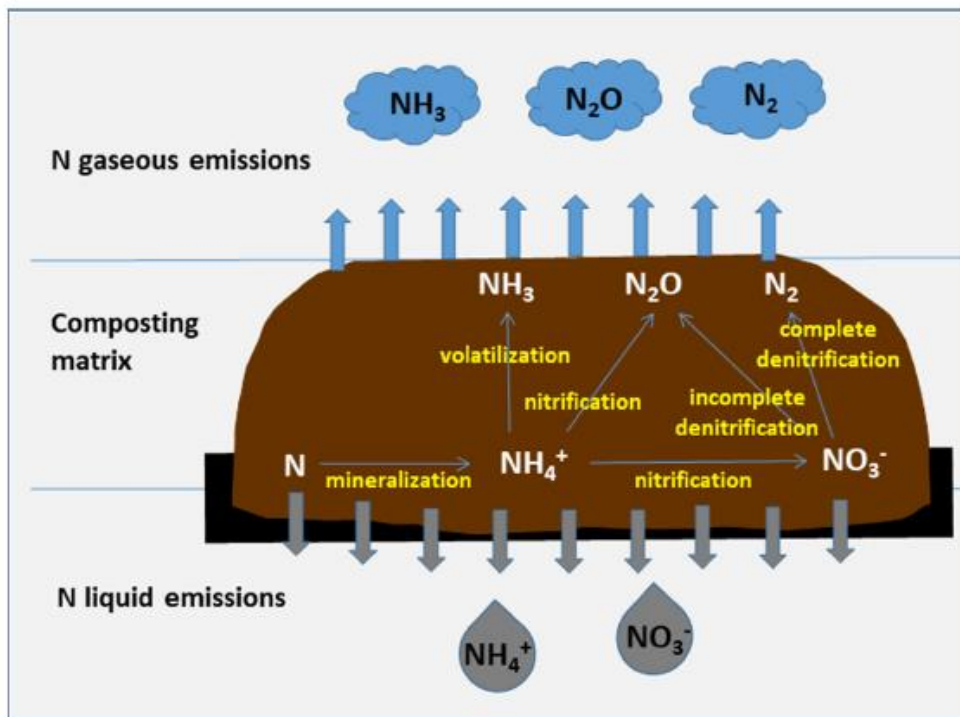 NH₃
N₂O
N₂
N gaseous emissions
NH₃
N₂O
N₂
Composting
matrix
volatilization
complete
denitrification
nitrification
incomplete
denitrification
N
NH₄⁺
NO₃⁻
mineralization
nitrification
N liquid emissions
NH₄⁺
NO₃⁻